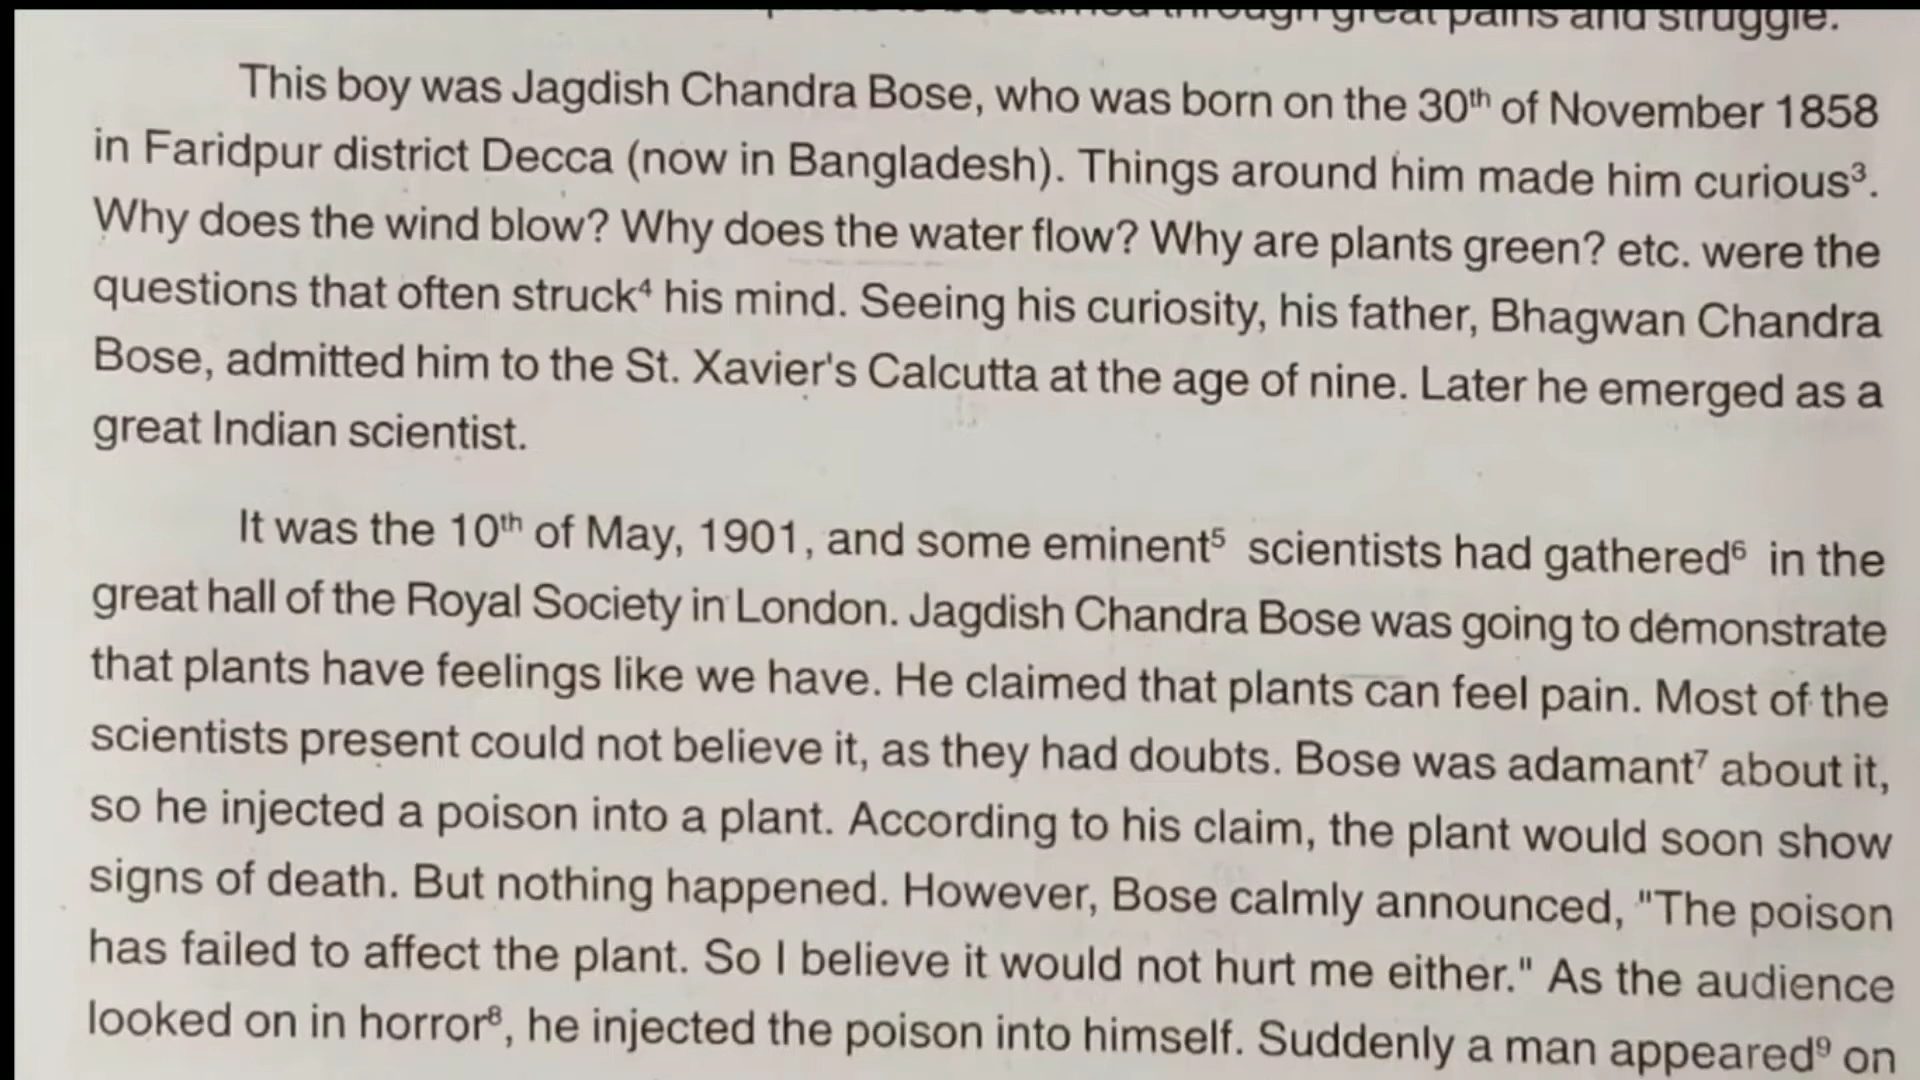 through great pains and struggle.
This boy was Jagdish Chandra Bose, who was born on the 30th of November 1858
in Faridpur district Decca (now in Bangladesh). Things around him made him curious³.
Why does the wind blow? Why does the water flow? Why are plants green? etc. were the
questions that often struck⁴ his mind. Seeing his curiosity, his father, Bhagwan Chandra
Bose, admitted him to the St. Xavier's Calcutta at the age of nine. Later he emerged as a
great Indian scientist.
It was the 10th of May, 1901, and some eminent⁵ scientists had gathered⁶ in the
great hall of the Royal Society in London. Jagdish Chandra Bose was going to demonstrate
that plants have feelings like we have. He claimed that plants can feel pain. Most of the
scientists present could not believe it, as they had doubts. Bose was adamant⁷ about it,
so he injected a poison into a plant. According to his claim, the plant would soon show
signs of death. But nothing happened. However, Bose calmly announced, "The poison
has failed to affect the plant. So I believe it would not hurt me either." As the audience
looked on in horror⁸, he injected the poison into himself. Suddenly a man appeared⁹ on